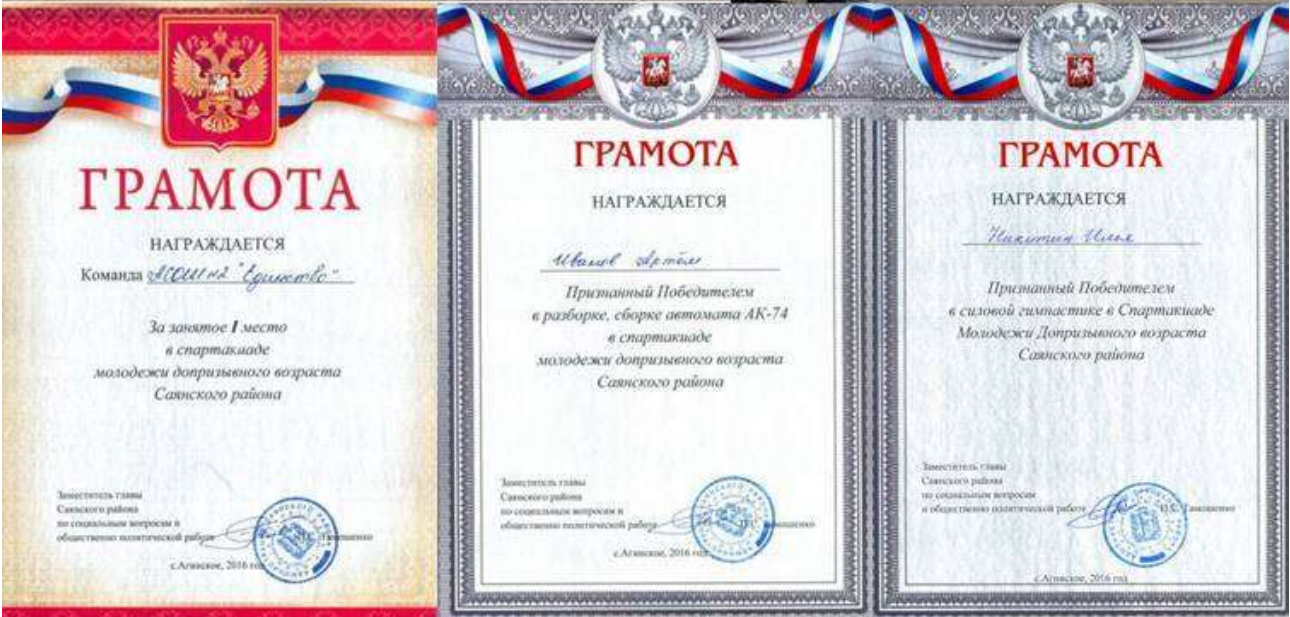 ГРАМОТА
НАГРАЖДАЕТСЯ
Команда АСОШ №2 "Единство"
За занятое I место
в спартакиаде
молодежи допризывного возраста
Саянского района
Заместитель главы
Саянского района
по социальным вопросам и
общественно политической работе
с.Агинское, 2016 год
ГРАМОТА
НАГРАЖДАЕТСЯ
Иванов Артём
Признанный Победителем
в разборке, сборке автомата АК-74
в спартакиаде
молодежи допризывного возраста
Саянского района
Заместитель главы
Саянского района
по социальным вопросам и
общественно политической работе
с.Агинское, 2016 год
ГРАМОТА
НАГРАЖДАЕТСЯ
Никитин Илья
Признанный Победителем
в силовой гимнастике в Спартакиаде
Молодежи Допризывного возраста
Саянского района
Заместитель главы
Саянского района
по социальным вопросам
и общественно политической работе
с.Агинское, 2016 год